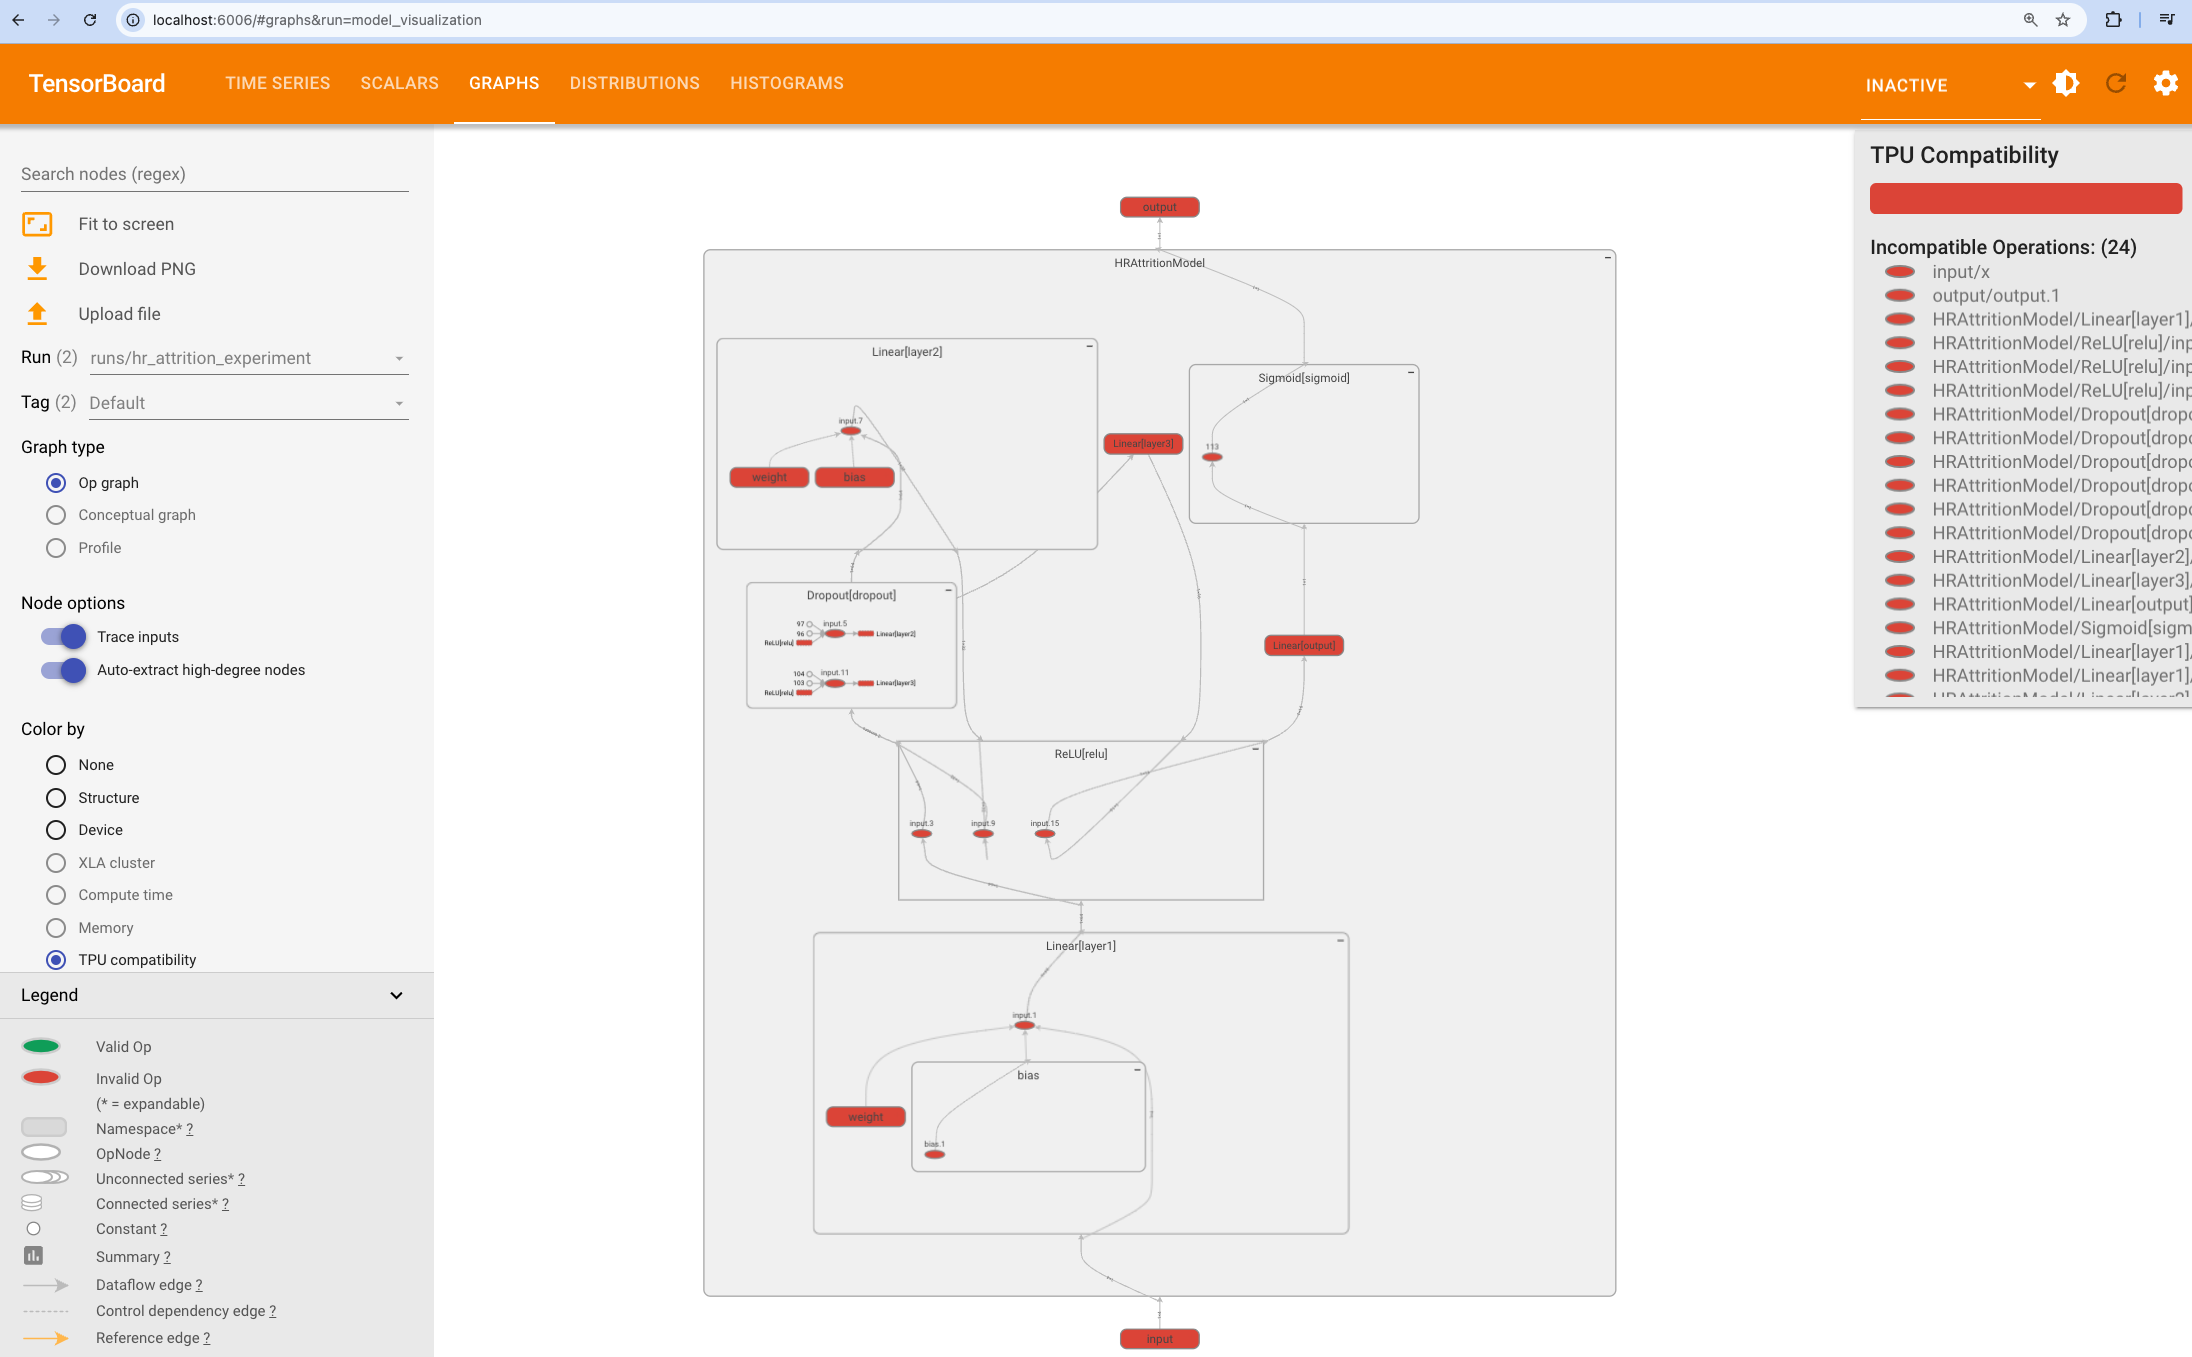 localhost:6006/#graphs&run=model_visualization
TensorBoard
TIME SERIES
SCALARS
GRAPHS
DISTRIBUTIONS
HISTOGRAMS
INACTIVE
Search nodes (regex)
Fit to screen
Download PNG
Upload file
Run (2) runs/hr_attrition_experiment
Tag (2) Default
Graph type
Op graph
Conceptual graph
Profile
Node options
Trace inputs
Auto-extract high-degree nodes
Color by
None
Structure
Device
XLA cluster
Compute time
Memory
TPU compatibility
Legend
Valid Op
Invalid Op
(* = expandable)
Namespace* ?
OpNode ?
Unconnected series* ?
Connected series* ?
Constant ?
Summary ?
Dataflow edge ?
Control dependency edge ?
Reference edge ?
output
HRAttritionModel
Linear[layer2]
input.7
weight
bias
Linear[layer3]
Sigmoid[sigmoid]
113
Dropout[dropout]
97
96
ReLU[relu]
input.5
Linear[layer2]
104
103
ReLU[relu]
input.11
Linear[layer3]
Linear[output]
ReLU[relu]
input.3
input.9
input.15
Linear[layer1]
input.1
weight
bias
bias.1
input
TPU Compatibility
Incompatible Operations: (24)
input/x
output/output.1
HRAttritionModel/Linear[layer1]/
HRAttritionModel/ReLU[relu]/inp
HRAttritionModel/ReLU[relu]/inp
HRAttritionModel/ReLU[relu]/inp
HRAttritionModel/Dropout[dropo
HRAttritionModel/Dropout[dropo
HRAttritionModel/Dropout[dropo
HRAttritionModel/Dropout[dropo
HRAttritionModel/Dropout[dropo
HRAttritionModel/Dropout[dropo
HRAttritionModel/Linear[layer2]/
HRAttritionModel/Linear[layer3]/
HRAttritionModel/Linear[output]
HRAttritionModel/Sigmoid[sigm
HRAttritionModel/Linear[layer1]/
HRAttritionModel/Linear[layer1]/